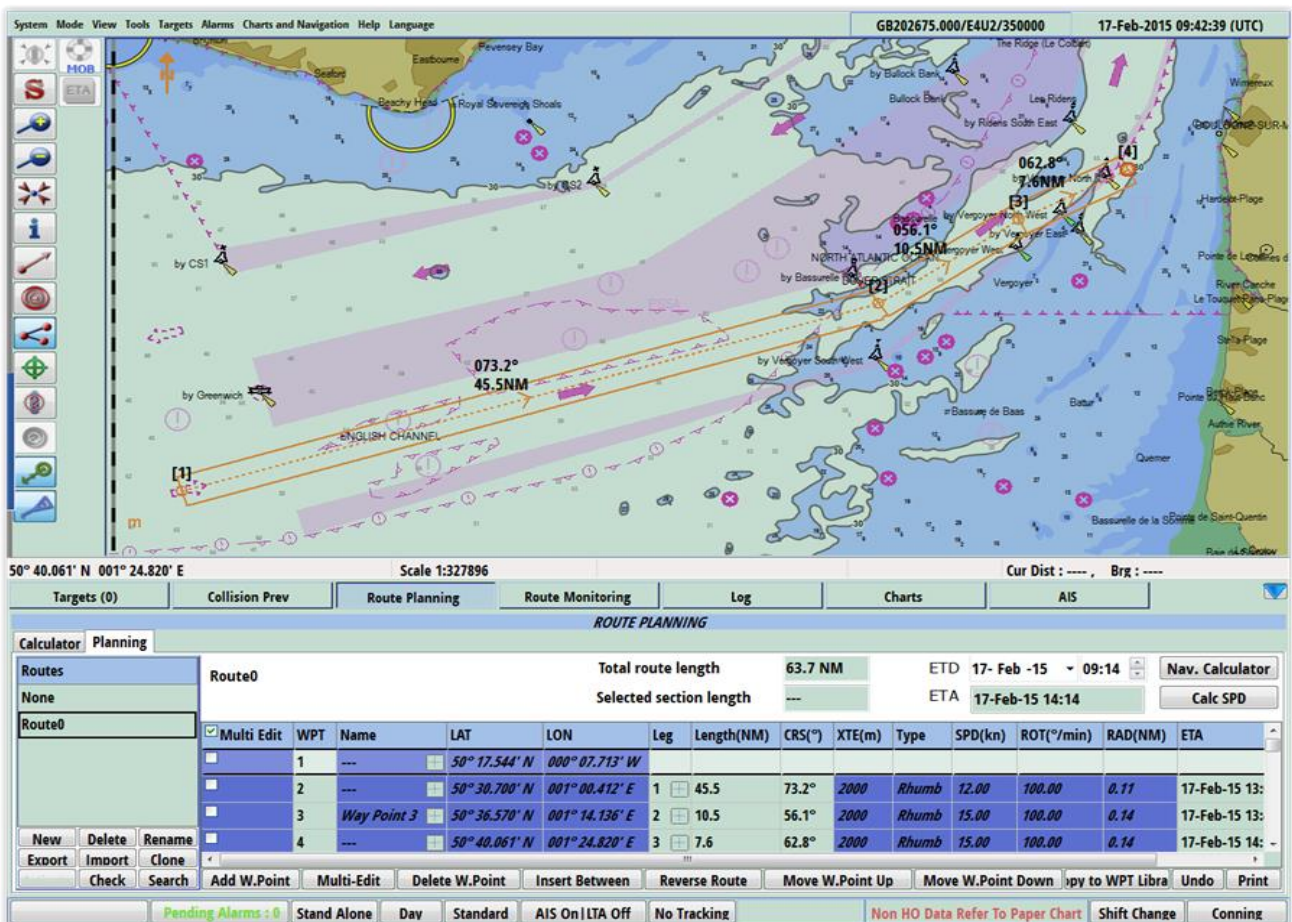 System Mode View Tools Targets Alarms Charts and Navigation Help Language GB202675.000/E4U2/350000 17-Feb-2015 09:42:39 (UTC)
MOB
S
ETA
i
Pevensey Bay
Eastbourne
Seaford
Beachy Head
Royal Sovereign Shoals
The Ridge (Le Colbart)
by Bullock Bank
Bullock Bank
Les Ridens
by Ridens South East
Wimereux
BOULOGNE-SUR-M
[4]
062.8°
7.6NM
[3]
by CS2
Hardelot-Plage
Bassurelle
by Vergoyer North West
056.1°
10.5NM
by Vergoyer East
Vergoyer West
NORTH ATLANTIC OCEAN
by CS1
by Bassurelle
DOVER STRAIT
[2]
Vergoyer
River Canche
Le Touquet-Paris-Plage
PSSA
Stella-Plage
073.2°
45.5NM
by Vergoyer South West
by Greenwich
Bassure de Baas
Battur
Authie River
ENGLISH CHANNEL
Quemer
[1]
m
Bassurelle de la Somme
Pointe de Saint-Quentin
50° 40.061' N 001° 24.820' E Scale 1:327896 Cur Dist : ---- , Brg : ----
Targets (0) Collision Prev Route Planning Route Monitoring Log Charts AIS
ROUTE PLANNING
Calculator Planning
Routes
None
Route0
Route0 Total route length 63.7 NM ETD 17- Feb -15 09:14 Nav. Calculator
Selected section length --- ETA 17-Feb-15 14:14 Calc SPD
Multi Edit WPT Name LAT LON Leg Length(NM) CRS(°) XTE(m) Type SPD(kn) ROT(°/min) RAD(NM) ETA
1 --- 50° 17.544' N 000° 07.713' W
2 --- 50° 30.700' N 001° 00.412' E 1 45.5 73.2° 2000 Rhumb 12.00 100.00 0.11 17-Feb-15 13:
3 Way Point 3 50° 36.570' N 001° 14.136' E 2 10.5 56.1° 2000 Rhumb 15.00 100.00 0.14 17-Feb-15 13:
4 --- 50° 40.061' N 001° 24.820' E 3 7.6 62.8° 2000 Rhumb 15.00 100.00 0.14 17-Feb-15 14:
New Delete Rename
Export Import Clone
Check Search
Add W.Point Multi-Edit Delete W.Point Insert Between Reverse Route Move W.Point Up Move W.Point Down opy to WPT Libra Undo Print
Pending Alarms : 0 Stand Alone Day Standard AIS On|LTA Off No Tracking Non HO Data Refer To Paper Chart Shift Change Conning